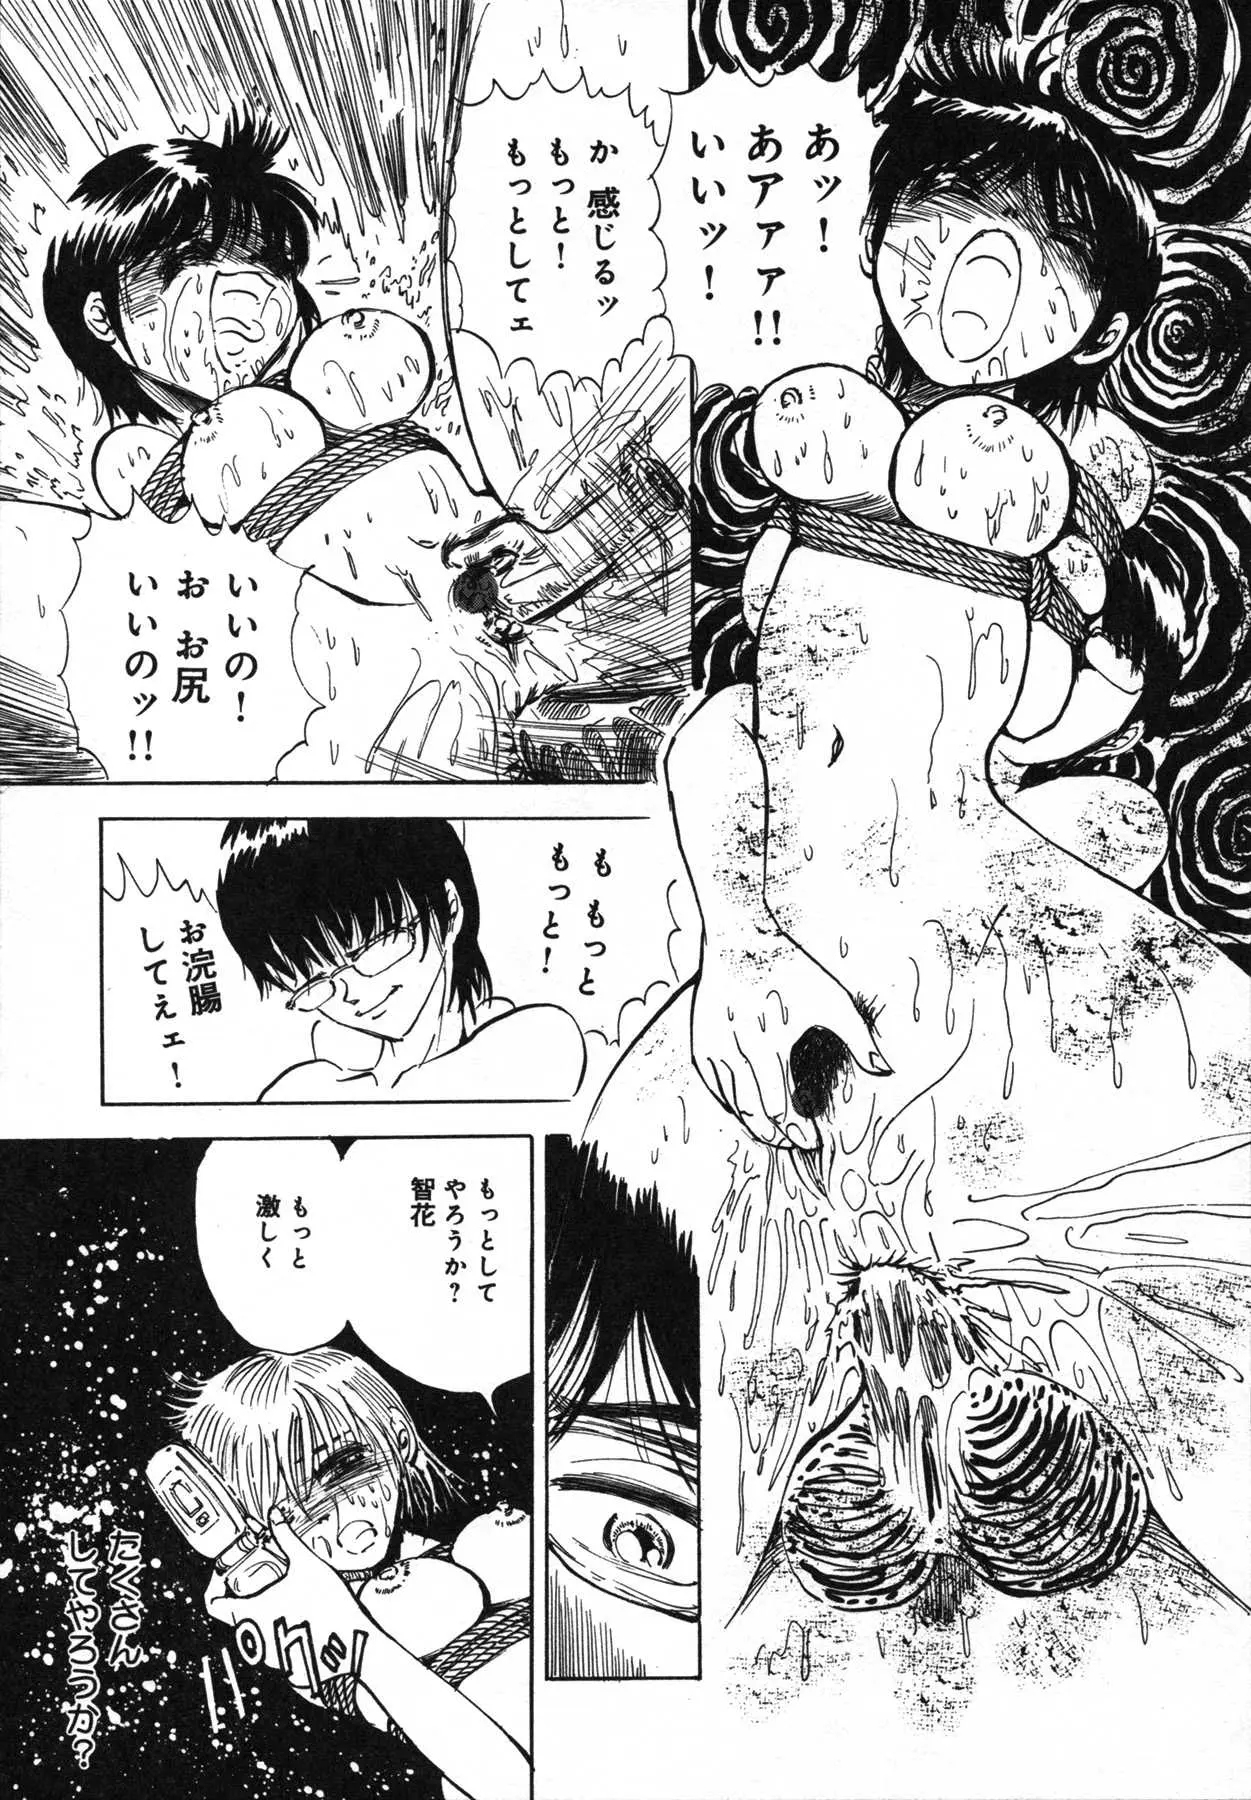 あッ!
あアァァ!!
いいッ!
か 感じるッ
もっと!
もっとしてェ
いいの!
お お尻
いいのッ!!
も もっと
もっと!
お浣腸
してぇェ!
もっとして
やろうか?
智花
もっと
激しく
たくさん
してやろうか?